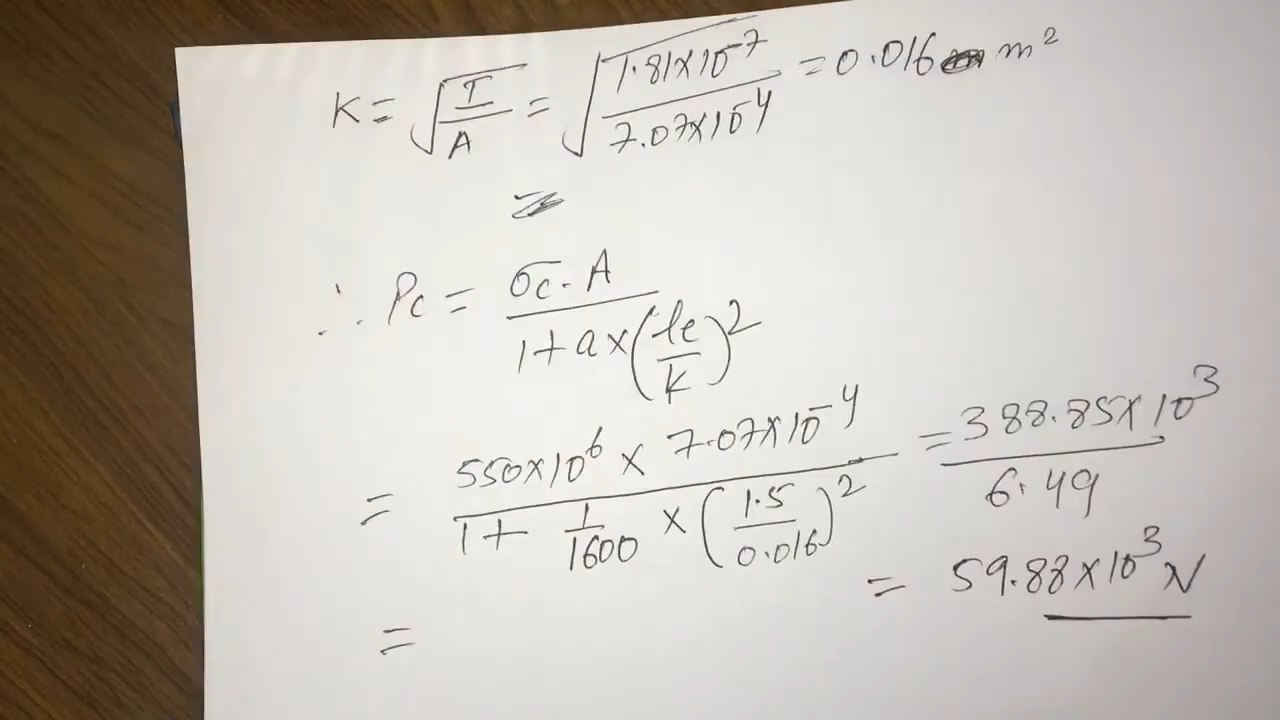 K = √(I/A) = √(1.81×10⁻⁷/7.07×10⁻⁴) = 0.016 m²
=
∴ Pc = σc·A/(1+a×(le/K)²)
= 550×10⁶ × 7.07×10⁻⁴/(1+1/1600 × (1.5/0.016)²) = 388.85×10³/6.49
= 59.88×10³ N
=